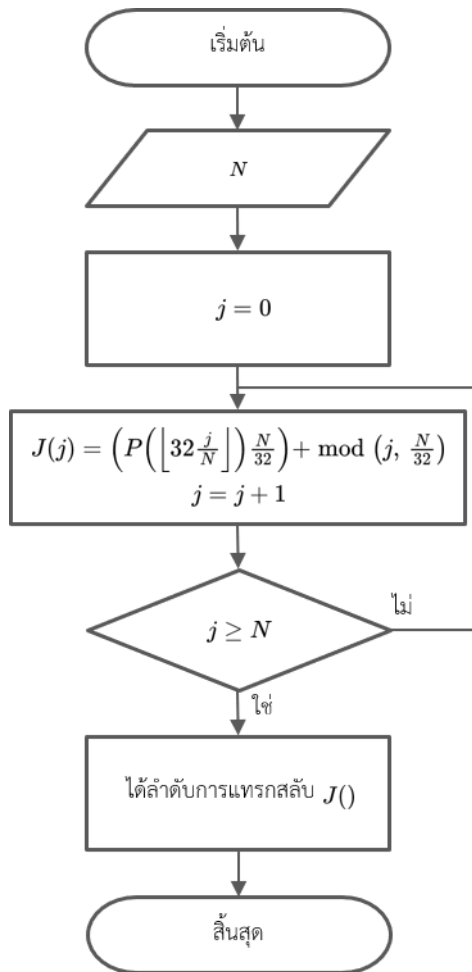 เริ่มต้น
N
j = 0
J(j) = (P(⌊32 j/N⌋) N/32) + mod (j, N/32)
j = j + 1
j ≥ N
ไม่
ใช่
ได้ลำดับการแทรกสลับ J()
สิ้นสุด